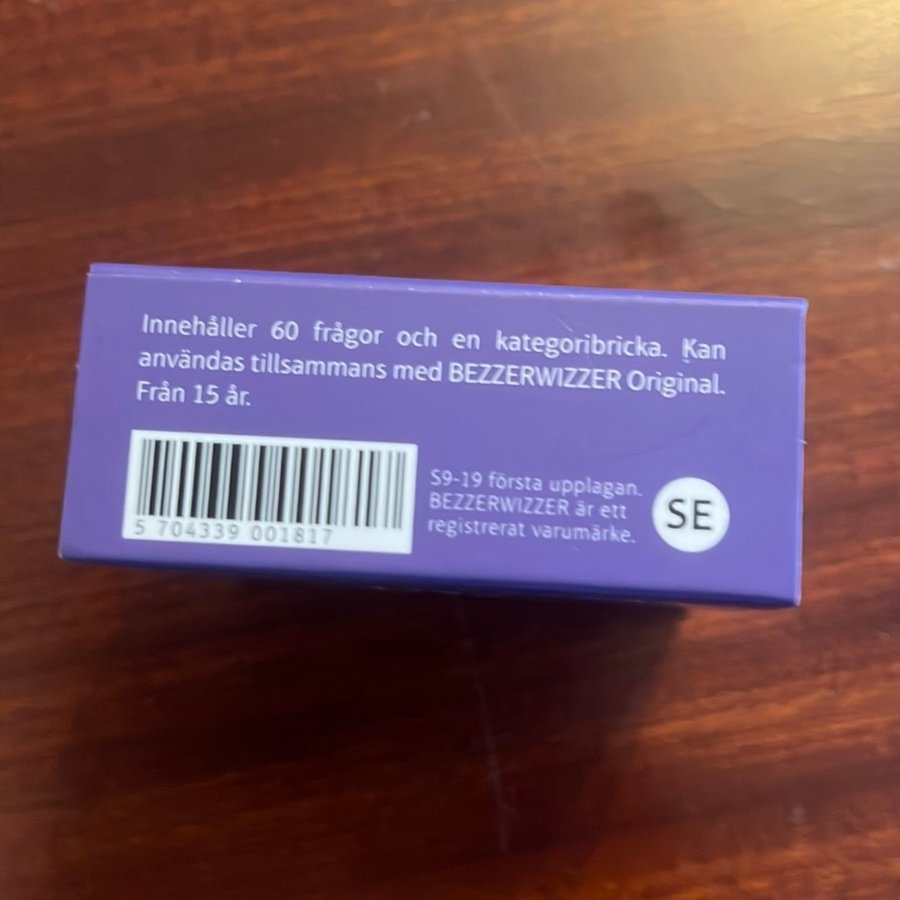 Innehåller 60 frågor och en kategoribricka. Kan
användas tillsammans med BEZZERWIZZER Original.
Från 15 år.
5 704339 001817
S9-19 första upplagan.
BEZZERWIZZER är ett
registrerat varumärke.
SE